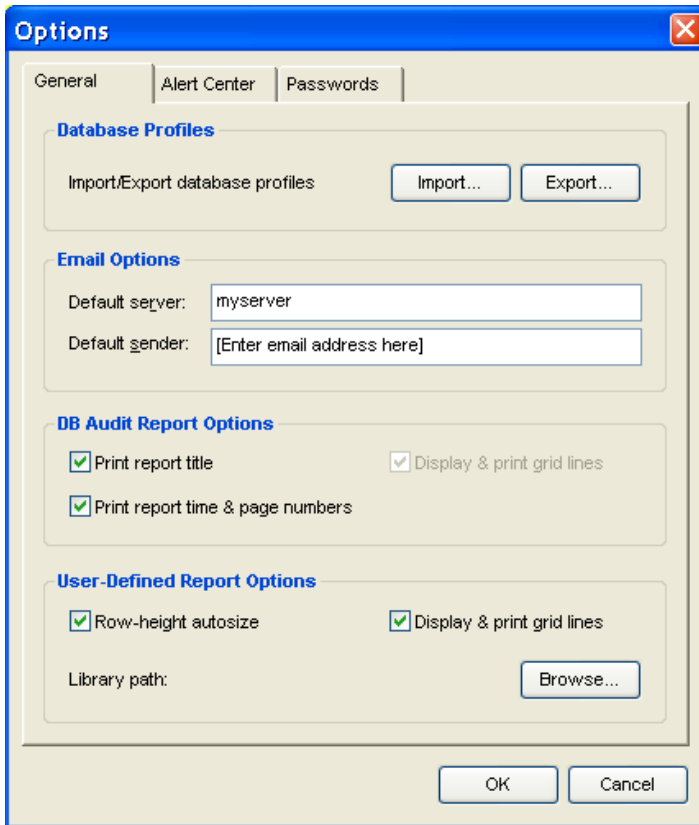 Options
General Alert Center Passwords
Database Profiles
Import/Export database profiles Import... Export...
Email Options
Default server: myserver
Default sender: [Enter email address here]
DB Audit Report Options
Print report title Display & print grid lines
Print report time & page numbers
User-Defined Report Options
Row-height autosize Display & print grid lines
Library path: Browse...
OK Cancel